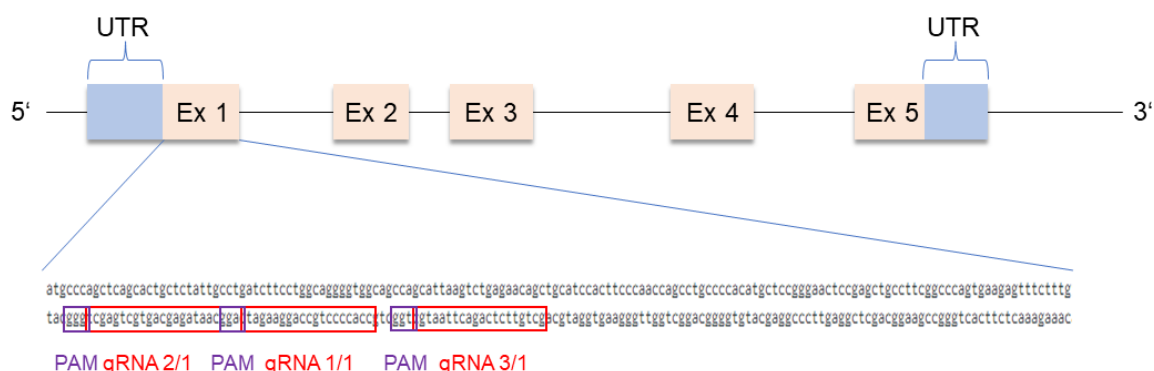 UTR UTR
5‘ Ex 1 Ex 2 Ex 3 Ex 4 Ex 5 3‘
atgcccagctcagcactgctctattgcctgatcttcctggcaggggtggcagccagcattaagtctgagaacagctgcatccacttcccaaccagcctgccccacatgctccgggaactccgagctgccttcggcccagtgaagagtttctttg
tacgggtcgagtcgtgacgagataacggactagaaggaccgtccccaccgtcggtcgtaattcagactcttgtcgacgtaggtgaagggttggtcggacggggtgtacgaggcccttgaggctcgacggaagccgggtcacttctcaaagaaac
PAM gRNA 2/1 PAM gRNA 1/1 PAM gRNA 3/1